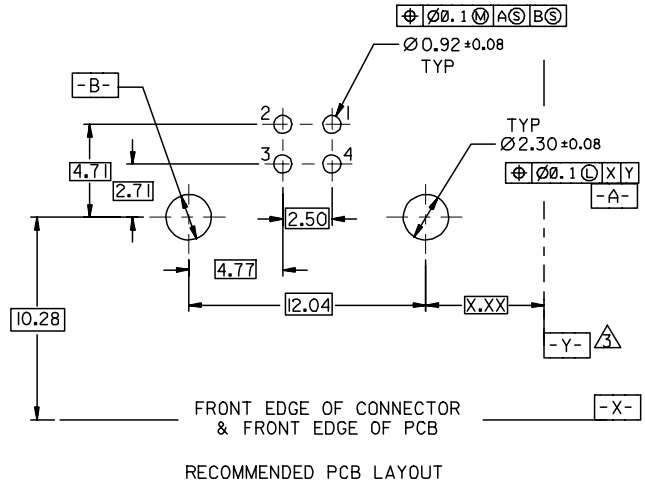 ⌖ Ø0.1 Ⓜ A Ⓢ B Ⓢ
Ø0.92 ±0.08
TYP
-B-
2 1
3 4
TYP
Ø2.30 ±0.08
⌖ Ø0.1 Ⓛ X Y
-A-
4.71
2.71
2.50
4.77
12.04
X.XX
10.28
-Y- 3
FRONT EDGE OF CONNECTOR
& FRONT EDGE OF PCB
-X-
RECOMMENDED PCB LAYOUT